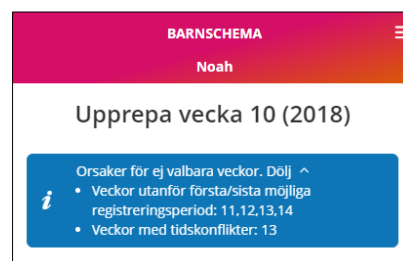 BARNSCHEMA
Noah
Upprepa vecka 10 (2018)
Orsaker för ej valbara veckor. Dölj
• Veckor utanför första/sista möjliga
registreringsperiod: 11,12,13,14
• Veckor med tidskonflikter: 13